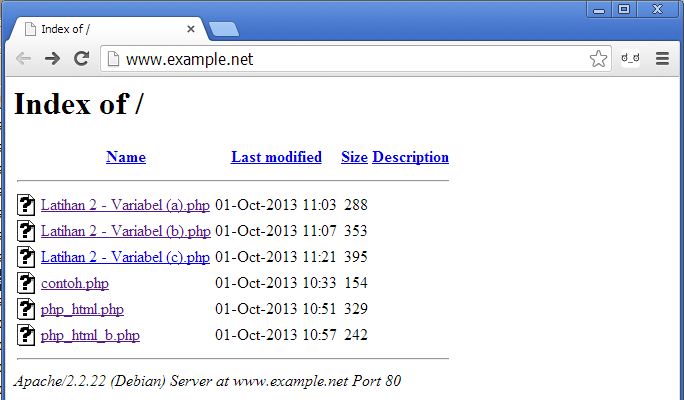 Index of /
www.example.net
ಠ_ಠ
Index of /
Name Last modified Size Description
Latihan 2 - Variabel (a).php 01-Oct-2013 11:03 288
Latihan 2 - Variabel (b).php 01-Oct-2013 11:07 353
Latihan 2 - Variabel (c).php 01-Oct-2013 11:21 395
contoh.php 01-Oct-2013 10:33 154
php_html.php 01-Oct-2013 10:51 329
php_html_b.php 01-Oct-2013 10:57 242
Apache/2.2.22 (Debian) Server at www.example.net Port 80